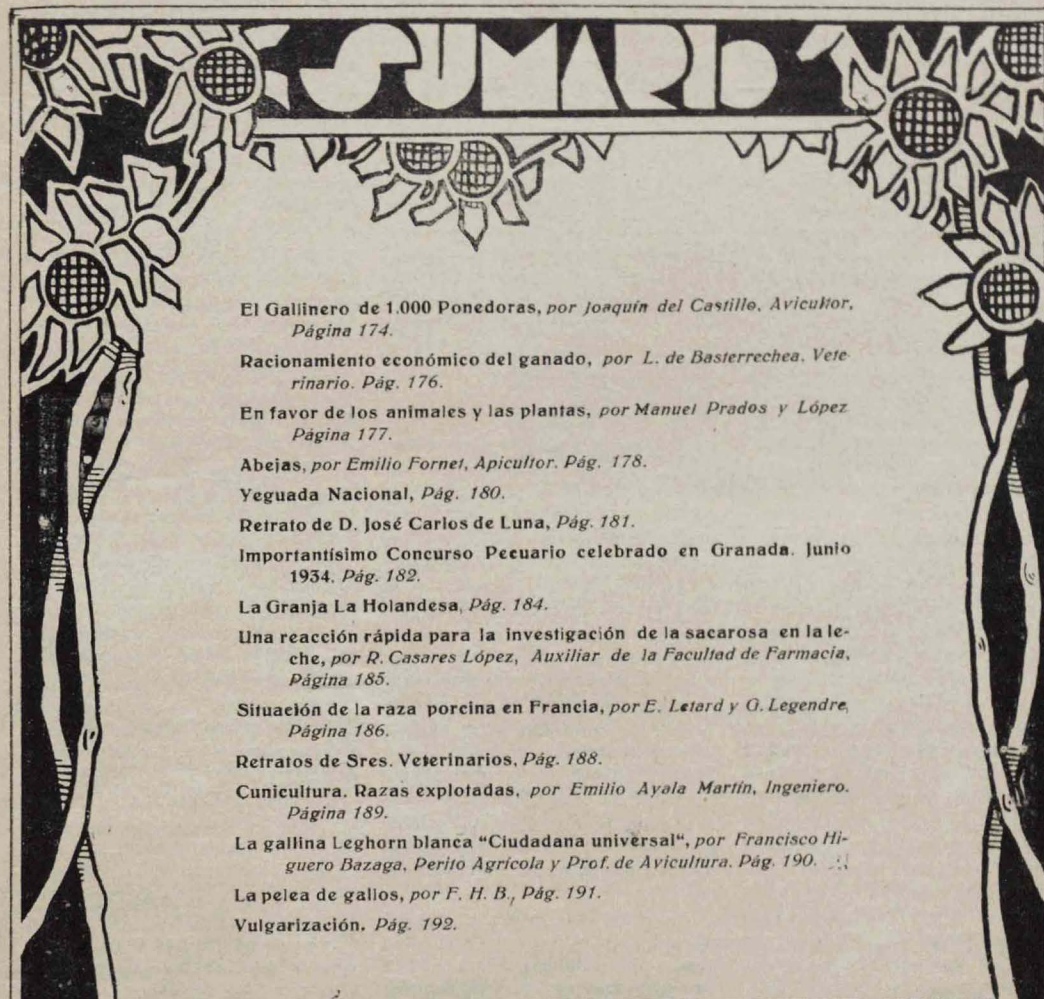 SUMARIO
El Gallinero de 1.000 Ponedoras, por Joaquín del Castillo. Avicultor.
Página 174.
Racionamiento económico del ganado, por L. de Basterrechea. Vete-
rinario. Pág. 176.
En favor de los animales y las plantas, por Manuel Prados y López
Página 177.
Abejas, por Emilio Fornet, Apicultor. Pág. 178.
Yeguada Nacional, Pág. 180.
Retrato de D. José Carlos de Luna, Pág. 181.
Importantísimo Concurso Pecuario celebrado en Granada. Junio
1934. Pág. 182.
La Granja La Holandesa, Pág. 184.
Una reacción rápida para la investigación de la sacarosa en la le-
che, por R. Casares López, Auxiliar de la Facultad de Farmacia,
Página 185.
Situación de la raza porcina en Francia, por E. Letard y G. Legendre,
Página 186.
Retratos de Sres. Veterinarios, Pág. 188.
Cunicultura. Razas explotadas, por Emilio Ayala Martín, Ingeniero.
Página 189.
La gallina Leghorn blanca "Ciudadana universal", por Francisco Hi-
guero Bazaga, Perito Agrícola y Prof. de Avicultura. Pág. 190.
La pelea de gallos, por F. H. B., Pág. 191.
Vulgarización. Pág. 192.